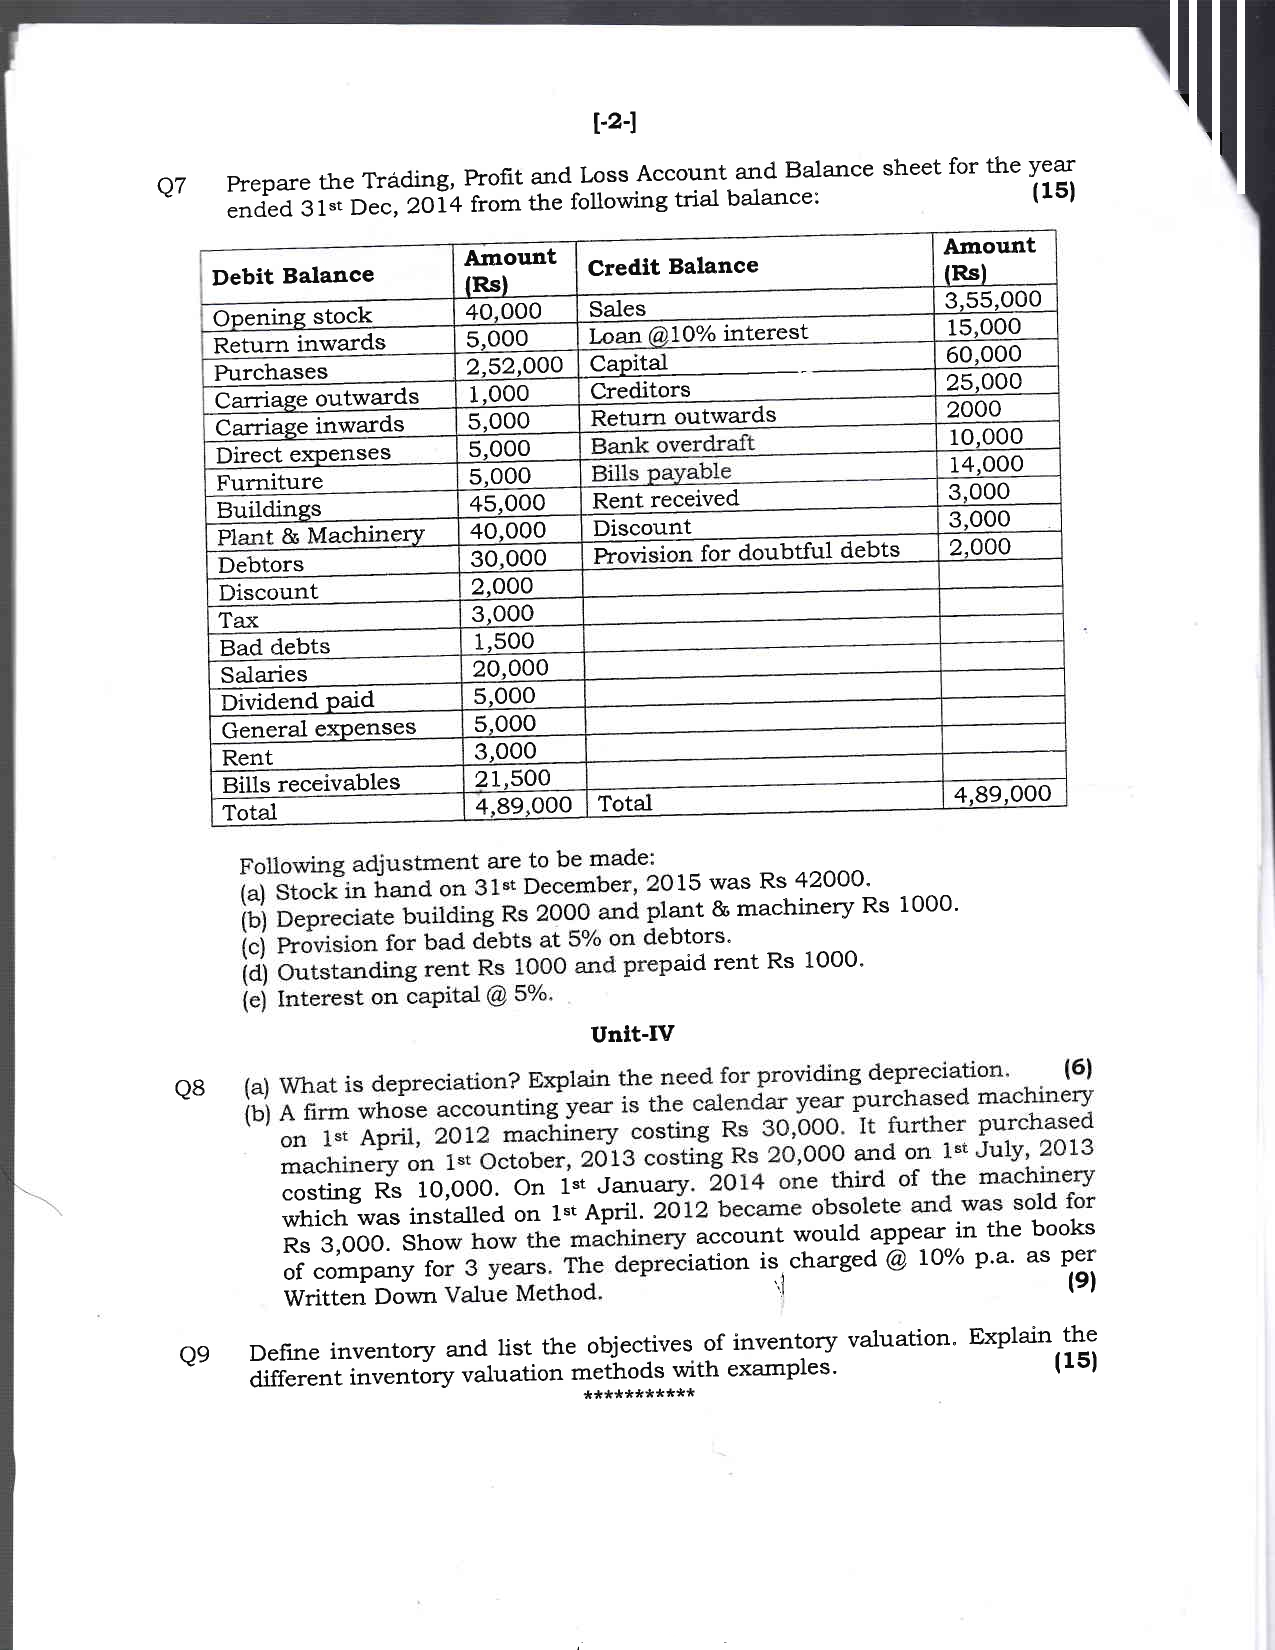 [-2-]
Q7 Prepare the Tráding, Profit and Loss Account and Balance sheet for the year
ended 31st Dec, 2014 from the following trial balance: (15)
Debit Balance Amount (Rs) Credit Balance Amount (Rs)
Opening stock 40,000 Sales 3,55,000
Return inwards 5,000 Loan @10% interest 15,000
Purchases 2,52,000 Capital 60,000
Carriage outwards 1,000 Creditors 25,000
Carriage inwards 5,000 Return outwards 2000
Direct expenses 5,000 Bank overdraft 10,000
Furniture 5,000 Bills payable 14,000
Buildings 45,000 Rent received 3,000
Plant & Machinery 40,000 Discount 3,000
Debtors 30,000 Provision for doubtful debts 2,000
Discount 2,000
Tax 3,000
Bad debts 1,500
Salaries 20,000
Dividend paid 5,000
General expenses 5,000
Rent 3,000
Bills receivables 21,500
Total 4,89,000 Total 4,89,000
Following adjustment are to be made:
(a) Stock in hand on 31st December, 2015 was Rs 42000.
(b) Depreciate building Rs 2000 and plant & machinery Rs 1000.
(c) Provision for bad debts at 5% on debtors.
(d) Outstanding rent Rs 1000 and prepaid rent Rs 1000.
(e) Interest on capital @ 5%.
Unit-IV
Q8 (a) What is depreciation? Explain the need for providing depreciation. (6)
(b) A firm whose accounting year is the calendar year purchased machinery
on 1st April, 2012 machinery costing Rs 30,000. It further purchased
machinery on 1st October, 2013 costing Rs 20,000 and on 1st July, 2013
costing Rs 10,000. On 1st January. 2014 one third of the machinery
which was installed on 1st April. 2012 became obsolete and was sold for
Rs 3,000. Show how the machinery account would appear in the books
of company for 3 years. The depreciation is charged @ 10% p.a. as per
Written Down Value Method. (9)
Q9 Define inventory and list the objectives of inventory valuation. Explain the
different inventory valuation methods with examples. (15)
***********